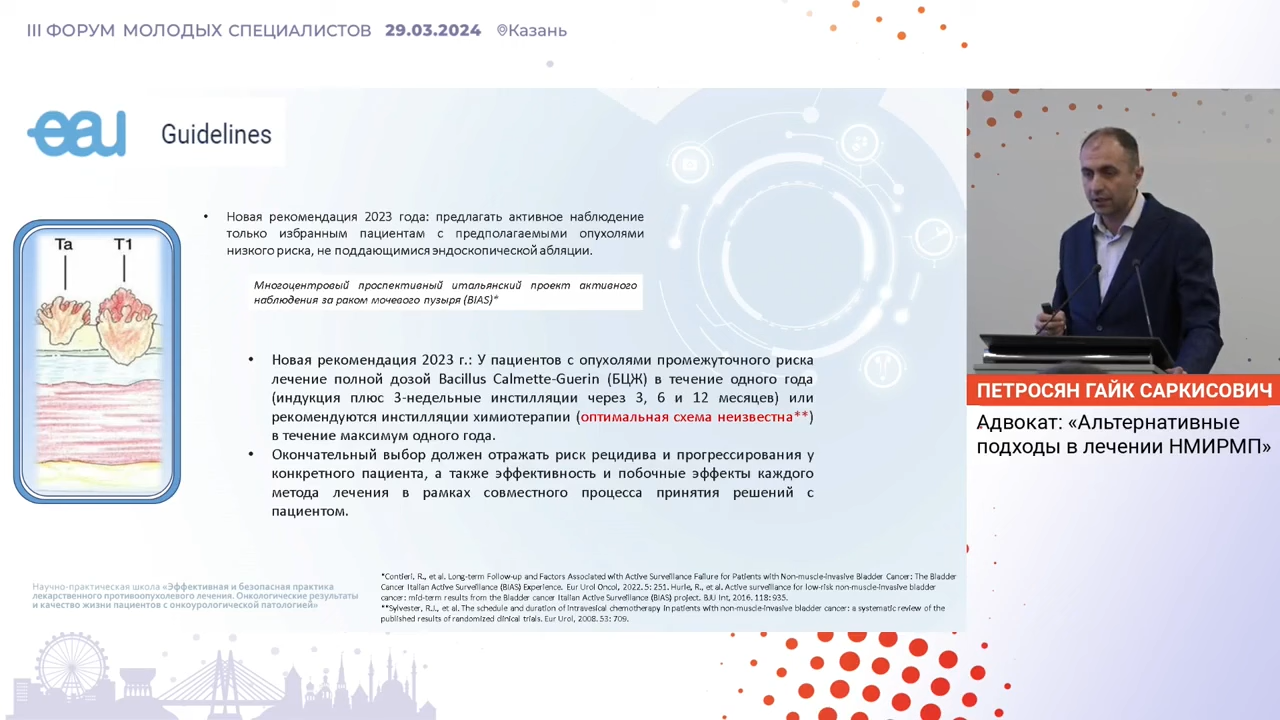 III ФОРУМ МОЛОДЫХ СПЕЦИАЛИСТОВ 29.03.2024 Казань
eau Guidelines
Ta T1
• Новая рекомендация 2023 года: предлагать активное наблюдение
только избранным пациентам с предполагаемыми опухолями
низкого риска, не поддающимися эндоскопической абляции.
Многоцентровый проспективный итальянский проект активного
наблюдения за раком мочевого пузыря (BIAS)*
• Новая рекомендация 2023 г.: У пациентов с опухолями промежуточного риска
лечение полной дозой Bacillus Calmette-Guerin (БЦЖ) в течение одного года
(индукция плюс 3-недельные инстилляции через 3, 6 и 12 месяцев) или
рекомендуются инстилляции химиотерапии (оптимальная схема неизвестна**)
в течение максимум одного года.
• Окончательный выбор должен отражать риск рецидива и прогрессирования у
конкретного пациента, а также эффективность и побочные эффекты каждого
метода лечения в рамках совместного процесса принятия решений с
пациентом.
*Contieri, R., et al. Long-term Follow-up and Factors Associated with Active Surveillance Failure for Patients with Non-muscle-invasive Bladder Cancer: The Bladder
Cancer Italian Active Surveillance (BIAS) Experience. Eur Urol Oncol, 2022. 5: 251. Hurle, R., et al. Active surveillance for low-risk non-muscle-invasive bladder
cancer: mid-term results from the Bladder cancer Italian Active Surveillance (BIAS) project. BJU Int, 2016. 118: 935.
**Sylvester, R.J., et al. The schedule and duration of intravesical chemotherapy in patients with non-muscle-invasive bladder cancer: a systematic review of the
published results of randomized clinical trials. Eur Urol, 2008. 53: 709.
Научно-практическая школа «Эффективная и безопасная практика
лекарственного противоопухолевого лечения. Онкологические результаты
и качество жизни пациентов с онкоурологической патологией»
ПЕТРОСЯН ГАЙК САРКИСОВИЧ
Адвокат: «Альтернативные
подходы в лечении НМИРМП»